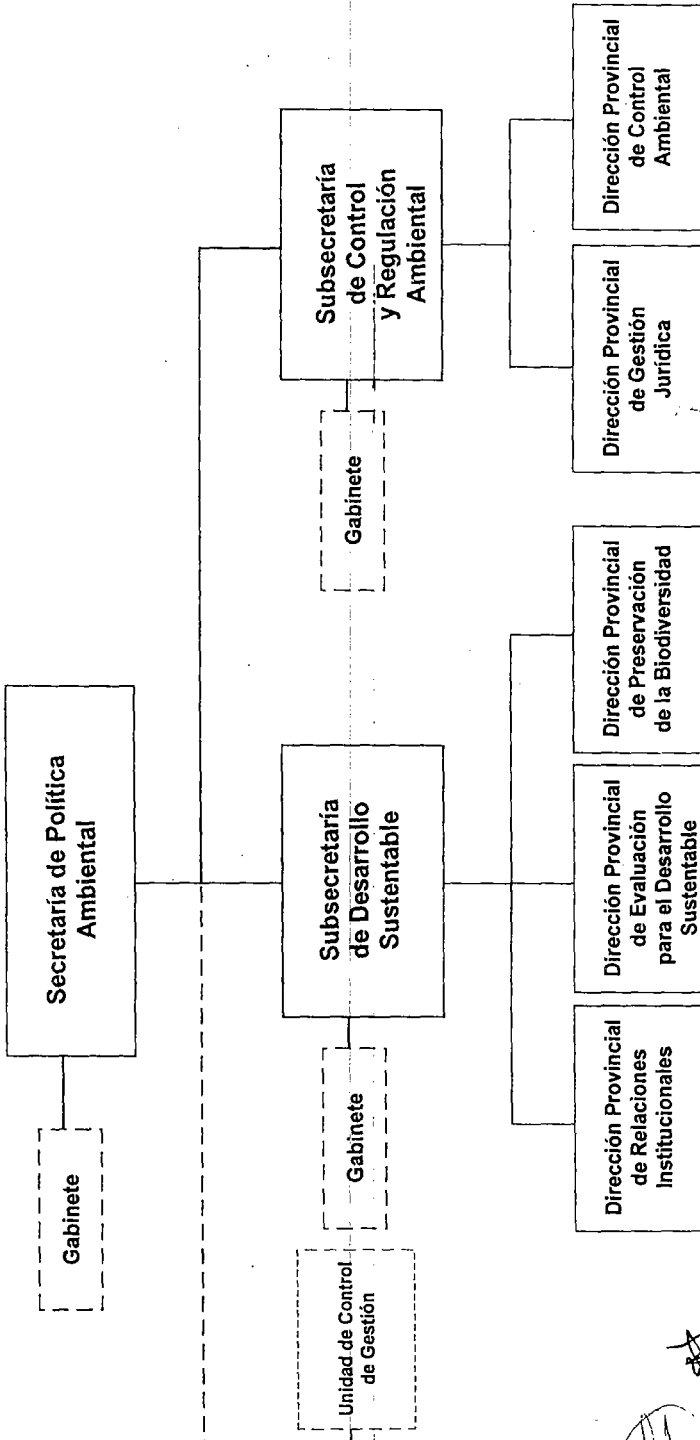 Secretaría de Política
Ambiental
Gabinete
Unidad de Control
de Gestión
Gabinete
Subsecretaría
de Desarrollo
Sustentable
Gabinete
Subsecretaría
de Control
y Regulación
Ambiental
Dirección Provincial
de Relaciones
Institucionales
Dirección Provincial
de Evaluación
para el Desarrollo
Sustentable
Dirección Provincial
de Preservación
de la Biodiversidad
Dirección Provincial
de Gestión
Jurídica
Dirección Provincial
de Control
Ambiental